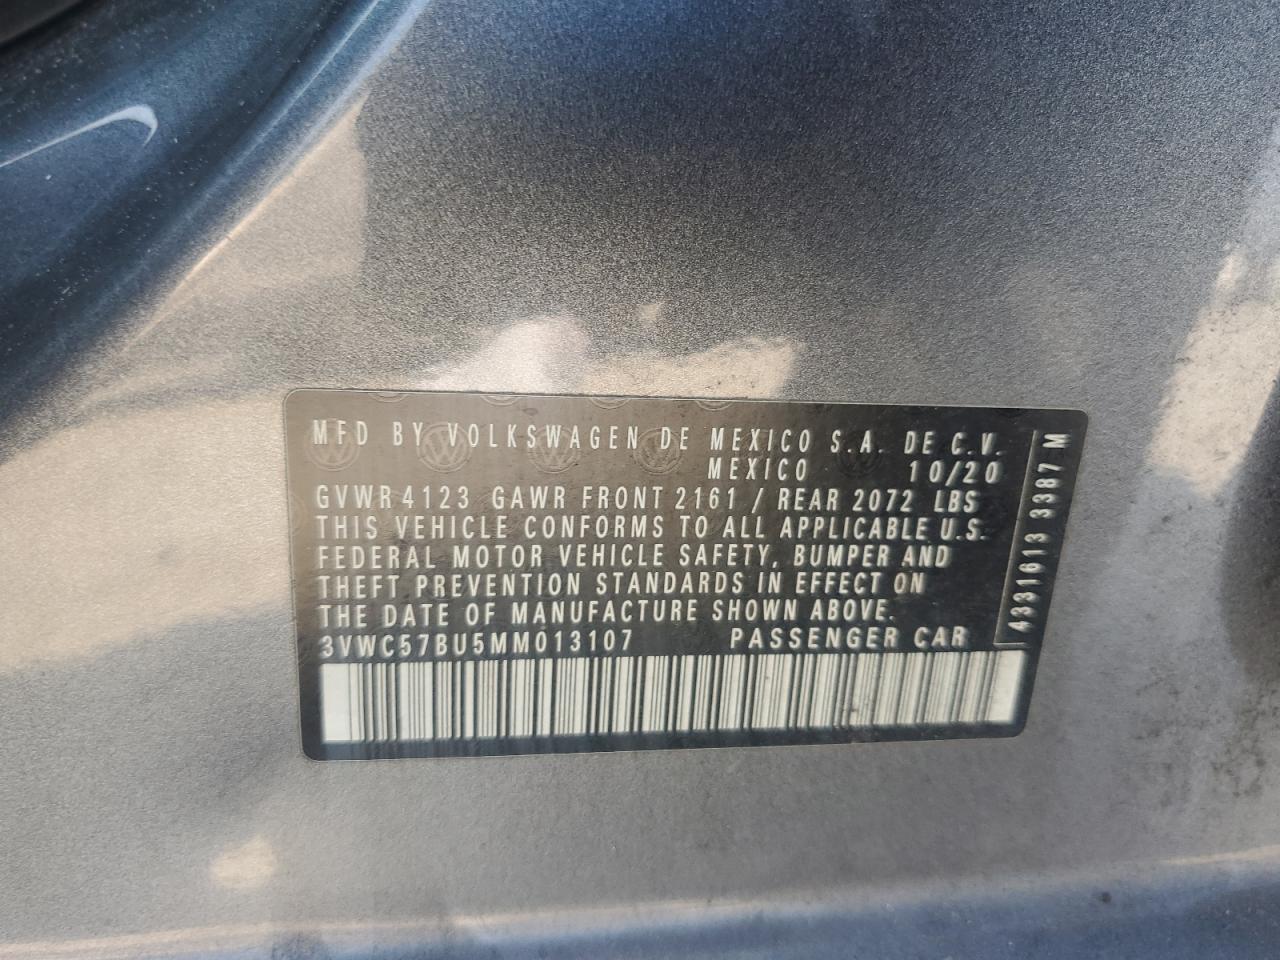 MFD BY VOLKSWAGEN DE MEXICO S.A. DE C.V.
MEXICO 10/20
GVWR 4123 GAWR FRONT 2161 / REAR 2072 LBS
THIS VEHICLE CONFORMS TO ALL APPLICABLE U.S.
FEDERAL MOTOR VEHICLE SAFETY, BUMPER AND
THEFT PREVENTION STANDARDS IN EFFECT ON
THE DATE OF MANUFACTURE SHOWN ABOVE.
3VWC57BU5MM013107 PASSENGER CAR
4331613 3387 M